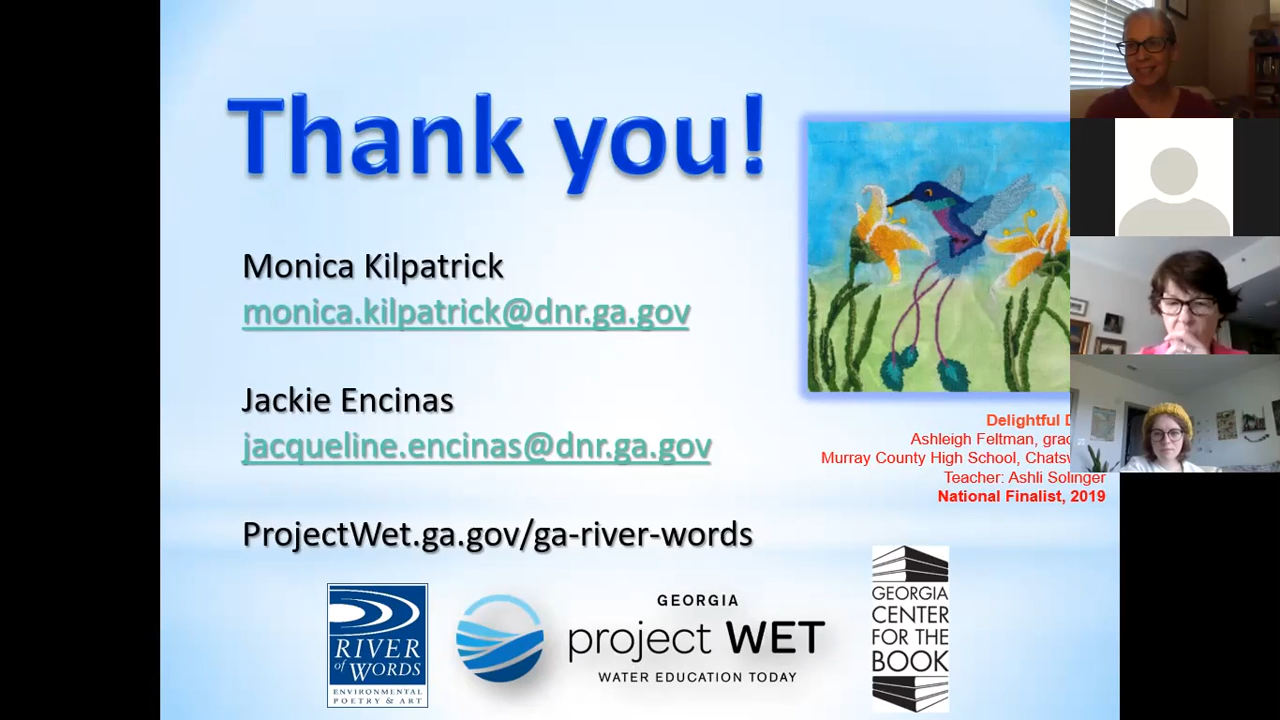 Thank you!
Monica Kilpatrick
monica.kilpatrick@dnr.ga.gov
Jackie Encinas
jacqueline.encinas@dnr.ga.gov
ProjectWet.ga.gov/ga-river-words
Delightful
Ashleigh Feltman,
Murray County High School,
Teacher: Ashli Solinger
National Finalist, 2019
RIVER
of WORDS
ENVIRONMENTAL
POETRY & ART
GEORGIA
project WET
WATER EDUCATION TODAY
GEORGIA
CENTER
FOR THE
BOOK